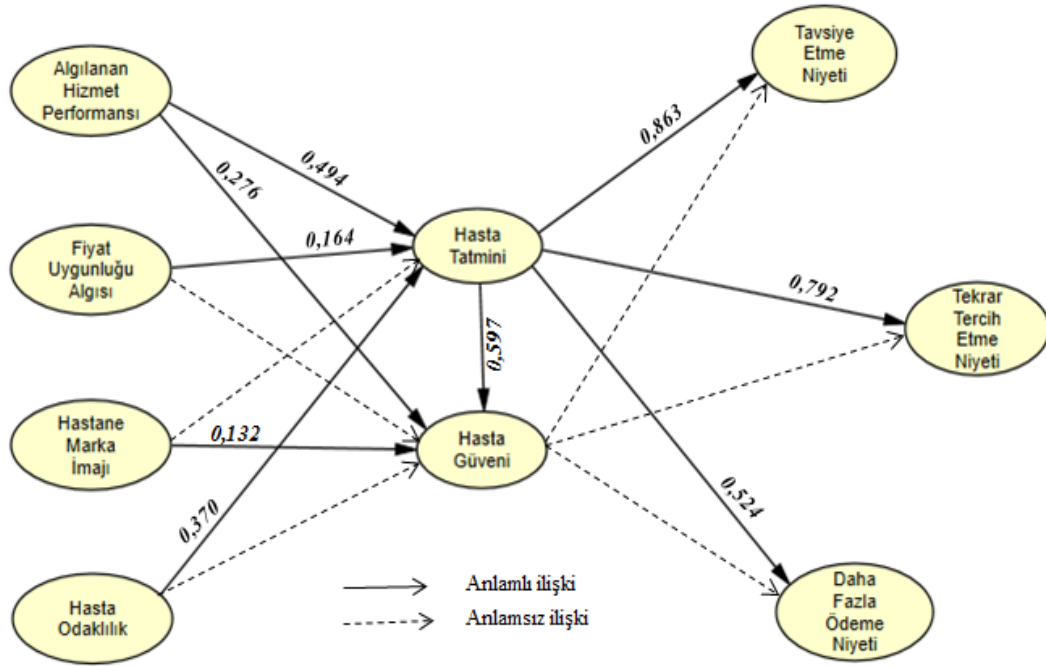 Algılanan
Hizmet
Performansı
Tavsiye
Etme
Niyeti
0,863
0,494
0,276
Fiyat
Uygunluğu
Algısı
0,164
Hasta
Tatmini
0,792
Tekrar
Tercih
Etme
Niyeti
0,597
Hastane
Marka
İmajı
0,132
Hasta
Güveni
0,370
0,524
Hasta
Odaklılık
Anlamlı ilişki
Anlamsız ilişki
Daha
Fazla
Ödeme
Niyeti